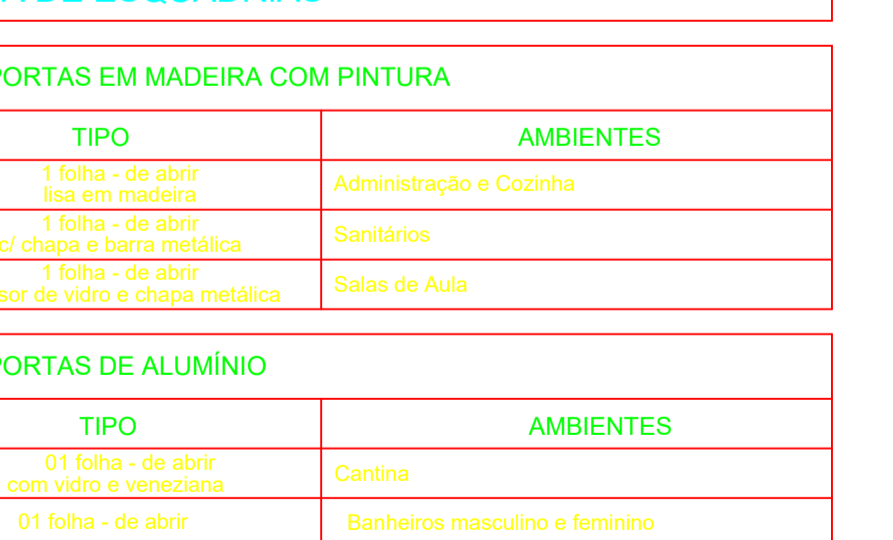 PORTAS EM MADEIRA COM PINTURA
TIPO
AMBIENTES
1 folha - de abrir
lisa em madeira
Administração e Cozinha
1 folha - de abrir
c/ chapa e barra metálica
Sanitários
1 folha - de abrir
de vidro e chapa metálica
Salas de Aula
PORTAS DE ALUMÍNIO
TIPO
AMBIENTES
01 folha - de abrir
com vidro e veneziana
Cantina
01 folha - de abrir
Banheiros masculino e feminino